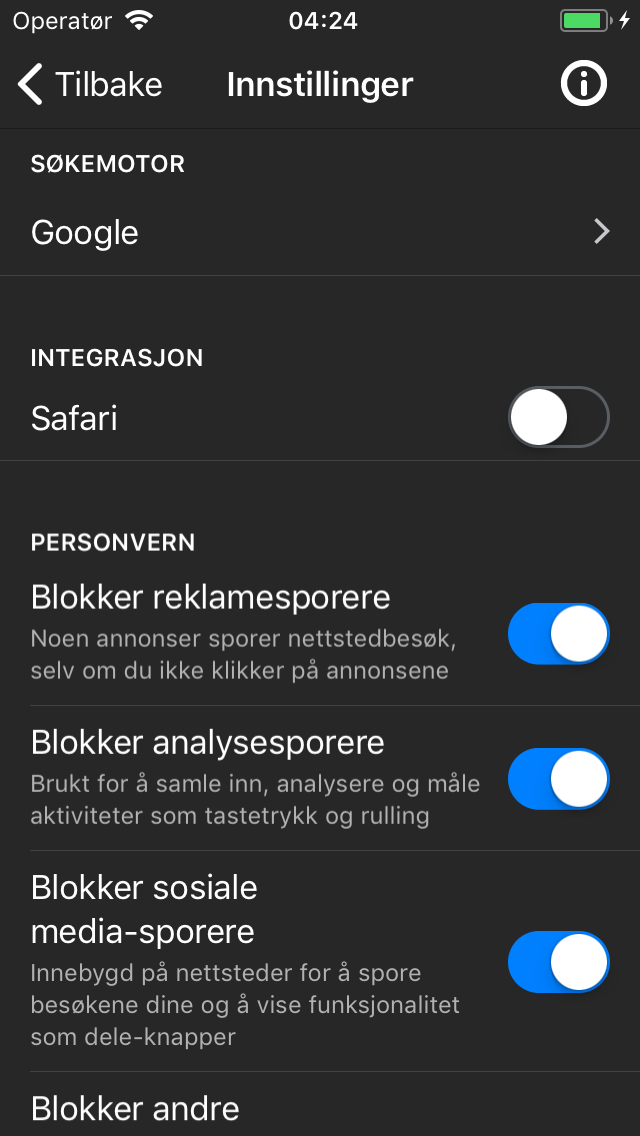 Operatør 04:24
Tilbake Innstillinger
SØKEMOTOR
Google
INTEGRASJON
Safari
PERSONVERN
Blokker reklamesporere
Noen annonser sporer nettstedbesøk,
selv om du ikke klikker på annonsene
Blokker analysesporere
Brukt for å samle inn, analysere og måle
aktiviteter som tastetrykk og rulling
Blokker sosiale
media-sporere
Innebygd på nettsteder for å spore
besøkene dine og å vise funksjonalitet
som dele-knapper
Blokker andre